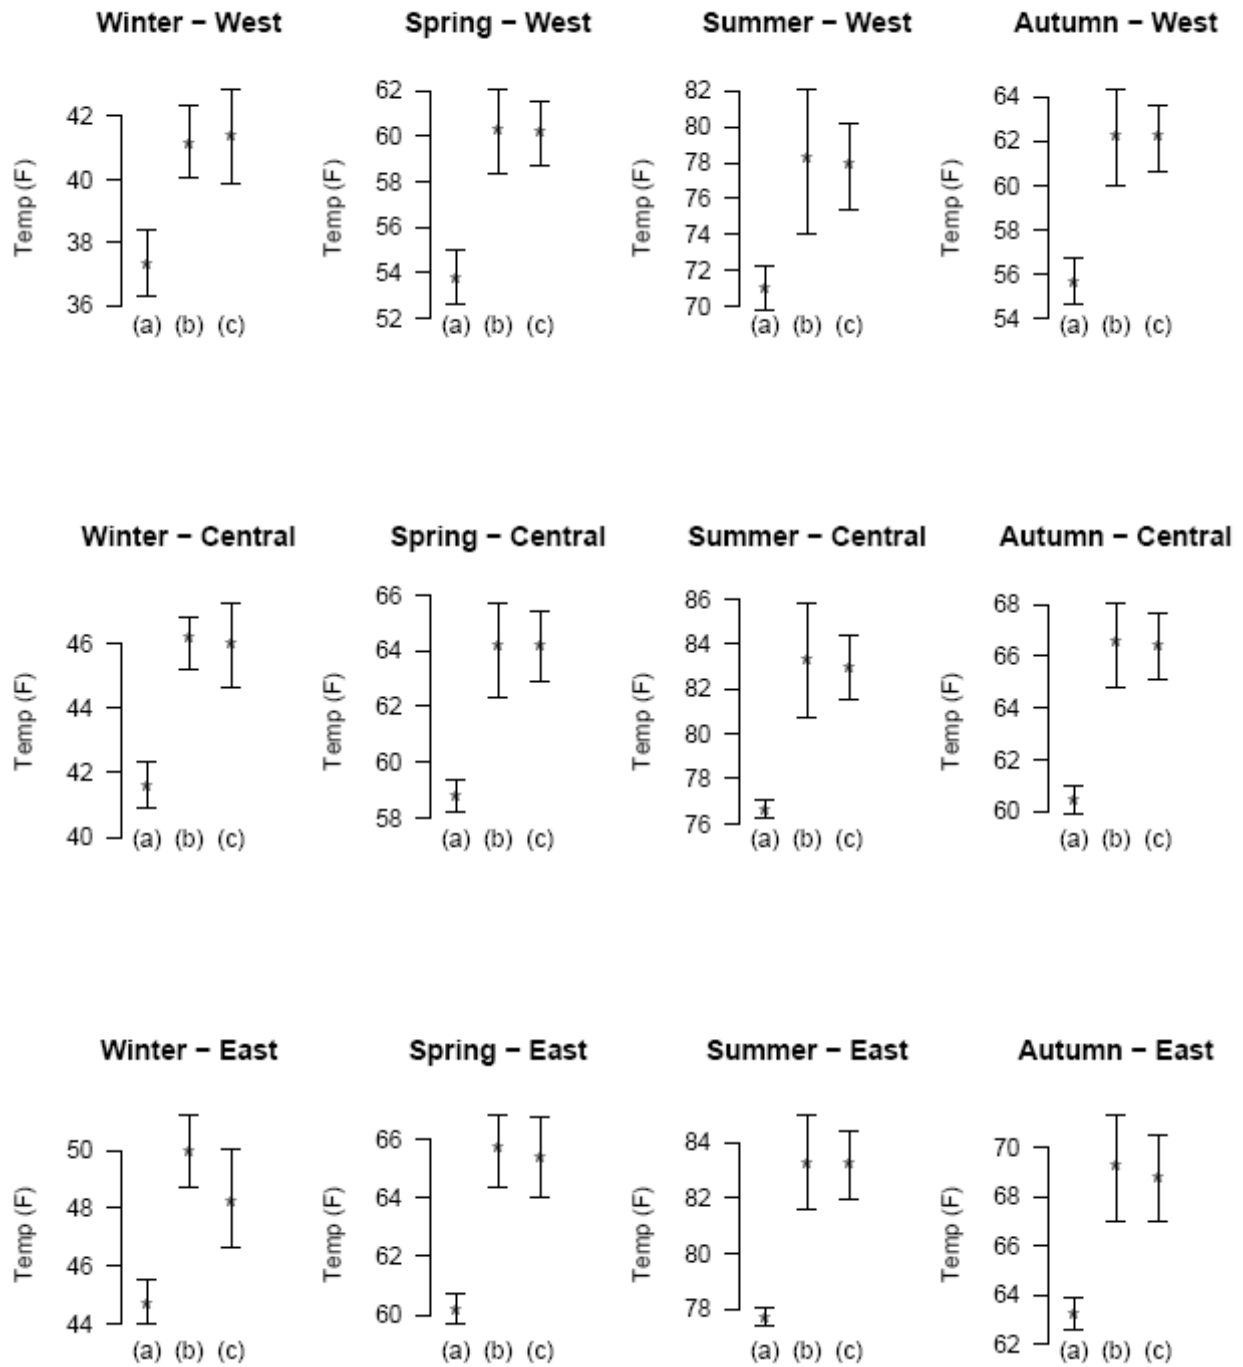 Winter − West Spring − West Summer − West Autumn − West
Temp (F) Temp (F) Temp (F) Temp (F)
42 62 82 64
40 60 80 62
38 58 78 60
36 56 76 58
54 74 56
52 72 54
70
(a) (b) (c) (a) (b) (c) (a) (b) (c) (a) (b) (c)
Winter − Central Spring − Central Summer − Central Autumn − Central
Temp (F) Temp (F) Temp (F) Temp (F)
46 66 86 68
44 64 84 66
42 62 82 64
40 60 80 62
58 78 60
76
(a) (b) (c) (a) (b) (c) (a) (b) (c) (a) (b) (c)
Winter − East Spring − East Summer − East Autumn − East
Temp (F) Temp (F) Temp (F) Temp (F)
50 66 84 70
48 64 82 68
46 62 80 66
44 60 78 64
62
(a) (b) (c) (a) (b) (c) (a) (b) (c) (a) (b) (c)